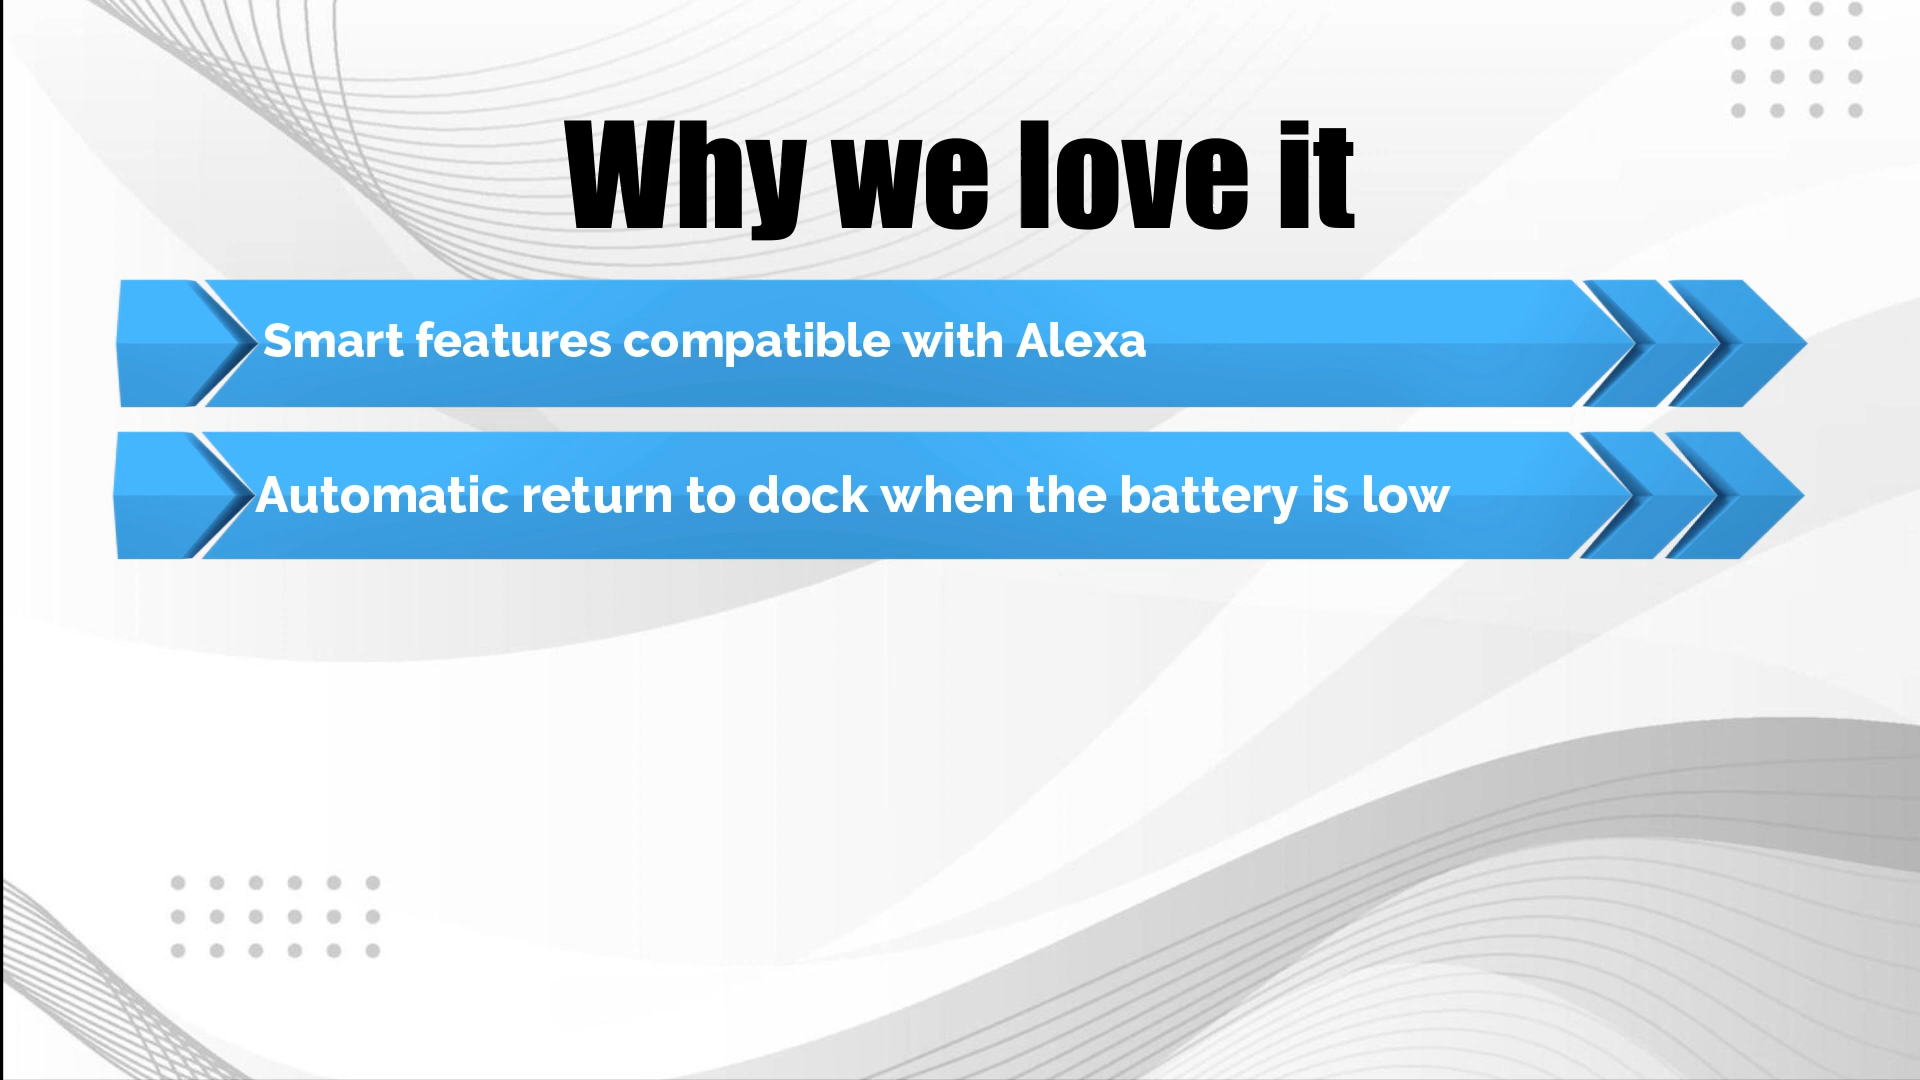 Why we love it
Smart features compatible with Alexa
Automatic return to dock when the battery is low